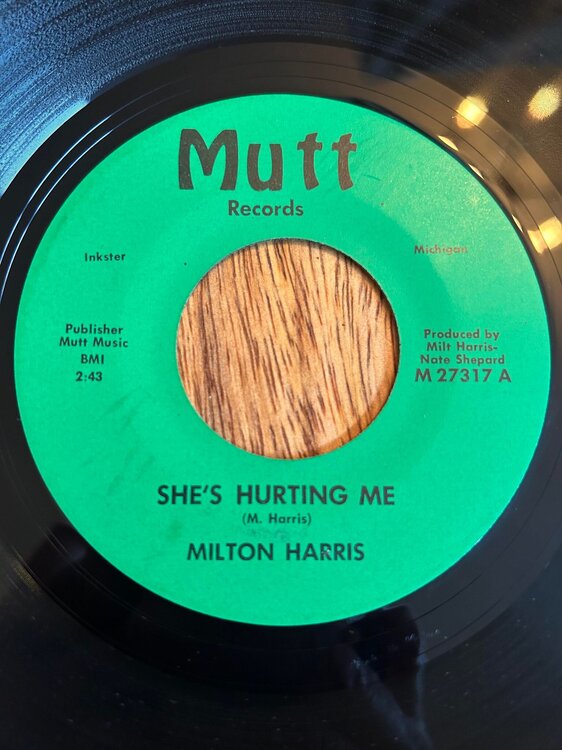 Mutt
Records
Inkster
Michigan
Publisher
Mutt Music
BMI
2:43
Produced by
Milt Harris-
Nate Shepard
M 27317 A
SHE'S HURTING ME
(M. Harris)
MILTON HARRIS